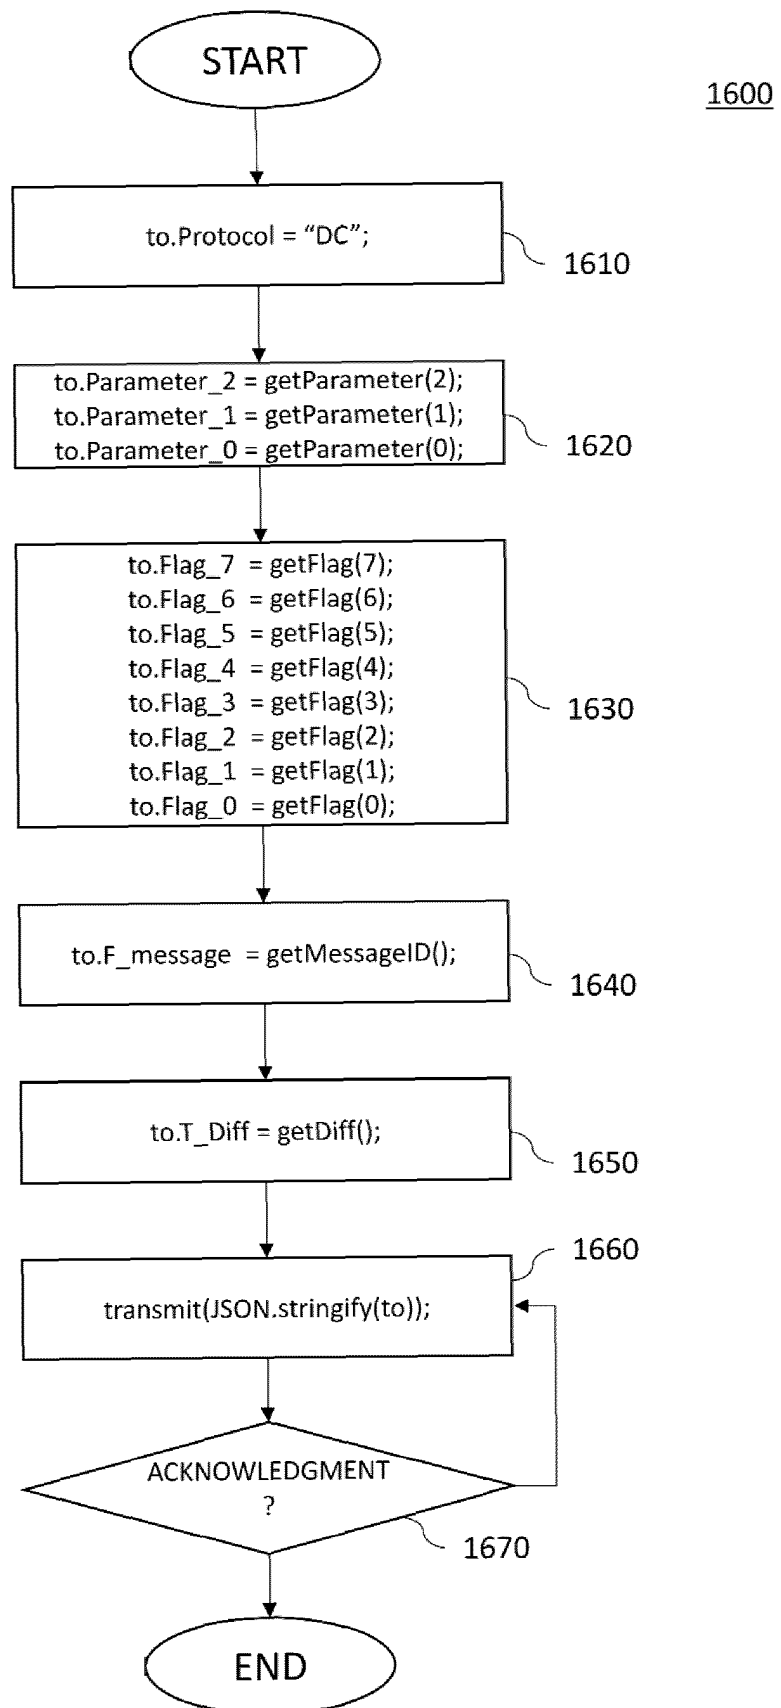 START
1600
to.Protocol = “DC”;
1610
to.Parameter_2 = getParameter(2);
to.Parameter_1 = getParameter(1);
to.Parameter_0 = getParameter(0);
1620
to.Flag_7 = getFlag(7);
to.Flag_6 = getFlag(6);
to.Flag_5 = getFlag(5);
to.Flag_4 = getFlag(4);
to.Flag_3 = getFlag(3);
to.Flag_2 = getFlag(2);
to.Flag_1 = getFlag(1);
to.Flag_0 = getFlag(0);
1630
to.F_message = getMessageID();
1640
to.T_Diff = getDiff();
1650
1660
transmit(JSON.stringify(to));
ACKNOWLEDGMENT
?
1670
END